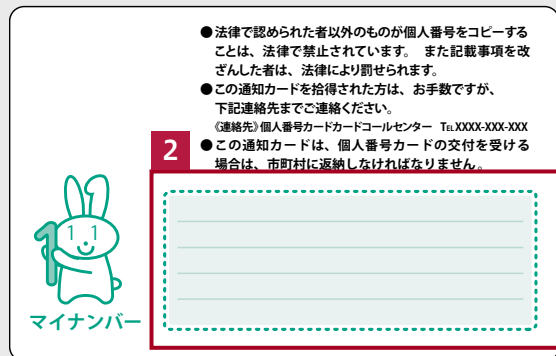 ●法律で認められた者以外のものが個人番号をコピーする
ことは、法律で禁止されています。 また記載事項を改
ざんした者は、法律により罰せられます。
●この通知カードを拾得された方は、お手数ですが、
下記連絡先までご連絡ください。
《連絡先》個人番号カードカードコールセンター TEL XXXX-XXX-XXX
●この通知カードは、個人番号カードの交付を受ける
場合は、市町村に返納しなければなりません。
2
1
1 1
マイナンバー